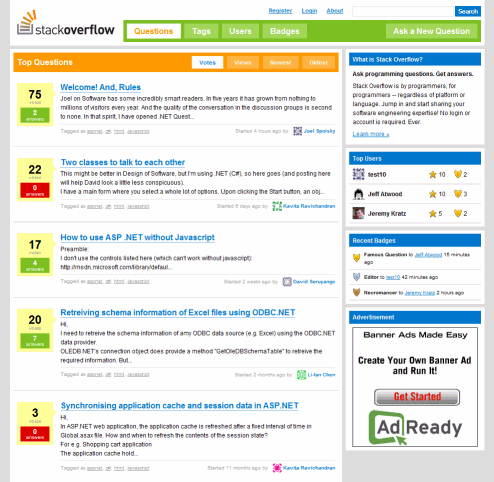 Register Login About
Search
stackoverflow
Questions Tags Users Badges Ask a New Question
Top Questions Votes Views Newest Oldest
75
votes
2
answers
Welcome! And, Rules
Joel on Software has some incredibly smart readers. In five years it has grown from nothing to
millions of visitors every year. And the quality of the conversation in the discussion groups is second
to none. In that spirit, I have opened .NET Quest...
Tagged as aspnet, c#, html, javascript Started 4 hours ago by Joel Spolsky
22
votes
0
answers
Two classes to talk to each other
This might be better in Design of Software, but I'm using .NET (C#), so here goes (and posting here
will help David look a little less conspicuous).
I have a main form where you select a whole lot of options. Upon clicking the Start button, an obj...
Tagged as aspnet, c#, html, javascript Started 6 days ago by Kavita Ravichandran
17
votes
4
answers
How to use ASP .NET without Javascript
Preamble:
I don't use the controls listed here (which can't work without javascript):
http://msdn.microsoft.com/library/defaul...
Tagged as aspnet, c#, html, javascript Started 2 weeks ago by David
20
votes
7
answers
Retreiving schema information of Excel files using ODBC.NET
Hi,
I need to retreive the schema information of any ODBC data source (e.g. Excel) using the ODBC.NET
data provider.
OLEDB.NET's connection object does provide a method "GetOleDBSchemaTable" to retreive the
required information. But...
Tagged as aspnet, c#, html, javascript Started 2 months ago by Li-fan Chen
3
votes
0
answers
Synchronising application cache and session data in ASP.NET
Hi,
In ASP.NET web application, the application cache is refreshed after a fixed interval of time in
Global.asax file. How and when to refresh the contents of the session state?
For e.g. Shopping cart application
The application cache hold...
Tagged as aspnet, c#, html, javascript Started 11 months ago by Kavita Ravichandran
What is Stack Overflow?
Ask programming questions. Get answers.
Stack Overflow is by programmers, for
programmers -- regardless of platform or
language. Jump in and start sharing your
software engineering expertise! No login or
account is required. Ever.
Learn more »
Top Users
test10 10 2
Jeff Atwood 10 3
Jeremy Kratz 5 2
Recent Badges
Famous Question to Jeff Atwood 18 minutes
ago
Editor to test10 42 minutes ago
Necromancer to Jeremy Kratz 2 hours ago
Advertisement
Banner Ads Made Easy
Create Your Own Banner Ad
and Run It!
Get Started
AdReady